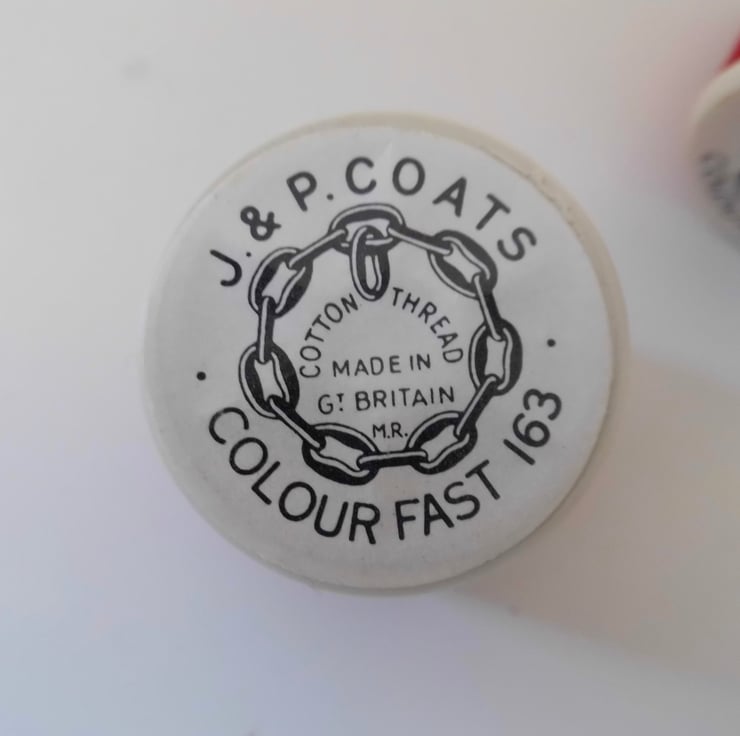 J. & P. COATS
COTTON THREAD
MADE IN
Gᵀ BRITAIN
M.R.
COLOUR FAST 163